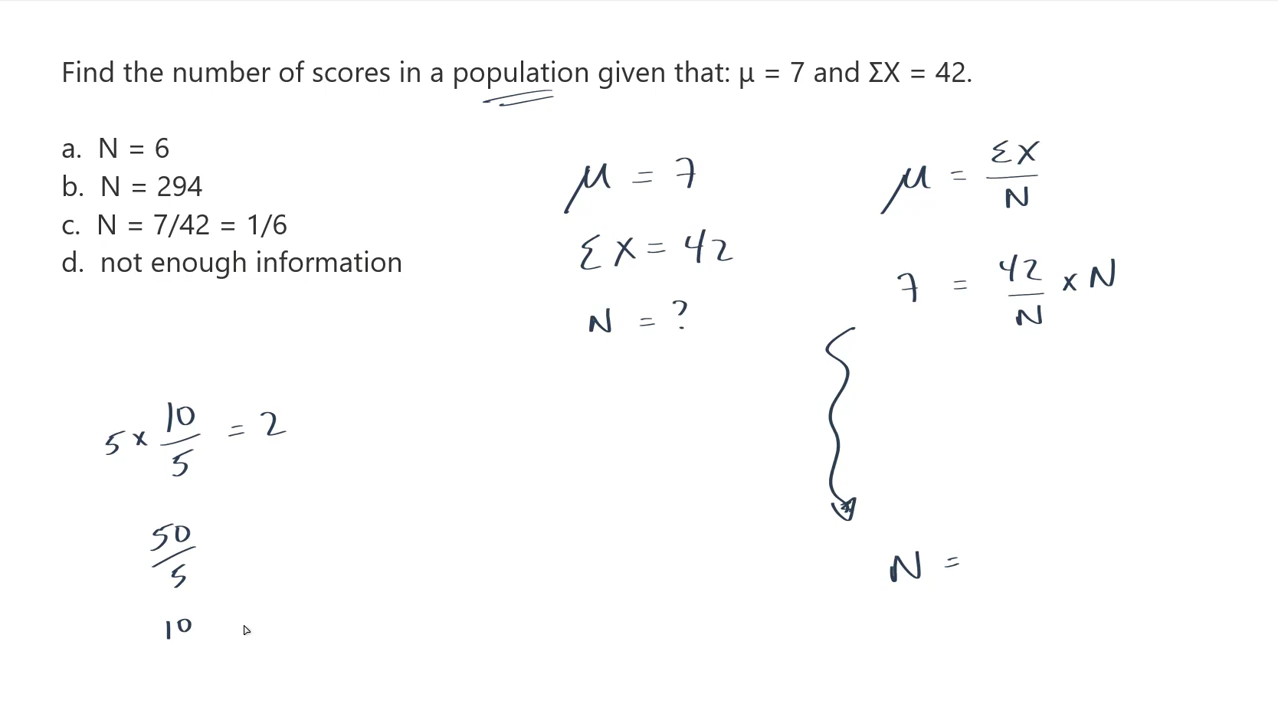 Find the number of scores in a population given that: μ = 7 and ΣX = 42.
a. N = 6
b. N = 294
c. N = 7/42 = 1/6
d. not enough information
μ = 7
ΣX = 42
N = ?
μ = ΣX
N
7 = 42 x N
N
N =
5 x 10 = 2
5
50
5
10